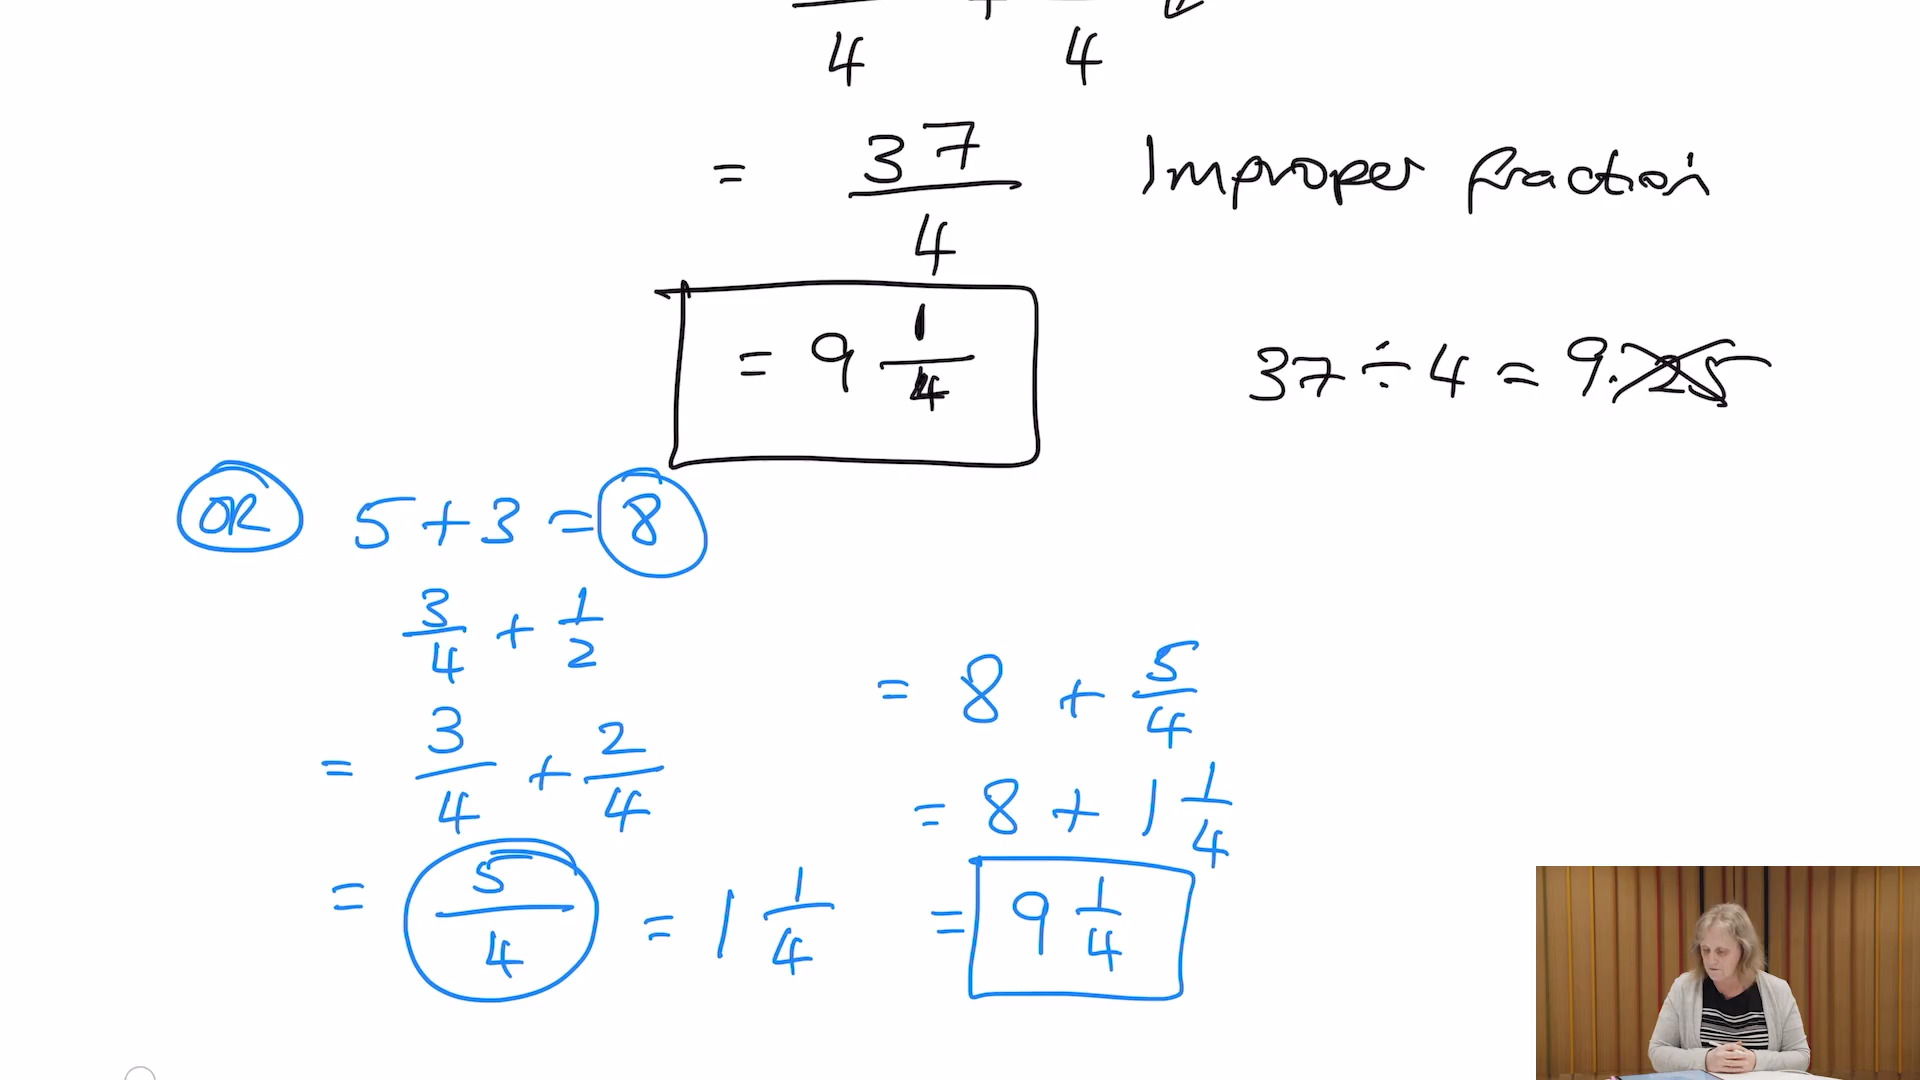 4 + 4
= 37/4 Improper fraction
= 9 1/4 37 ÷ 4 = 9.25
OR 5 + 3 = 8
3/4 + 1/2
= 3/4 + 2/4
= 5/4 = 1 1/4
= 8 + 5/4
= 8 + 1 1/4
= 9 1/4